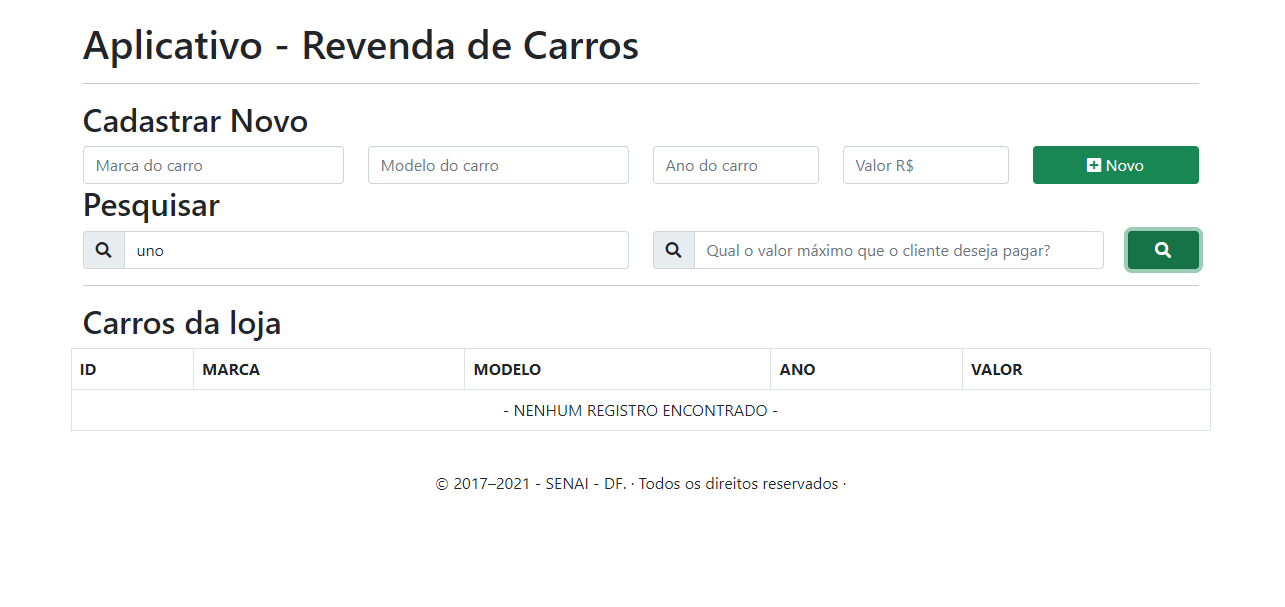 Aplicativo - Revenda de Carros
Cadastrar Novo
Marca do carro Modelo do carro Ano do carro Valor R$ Novo
Pesquisar
uno Qual o valor máximo que o cliente deseja pagar?
Carros da loja
ID MARCA MODELO ANO VALOR
- NENHUM REGISTRO ENCONTRADO -
© 2017–2021 - SENAI - DF. · Todos os direitos reservados ·